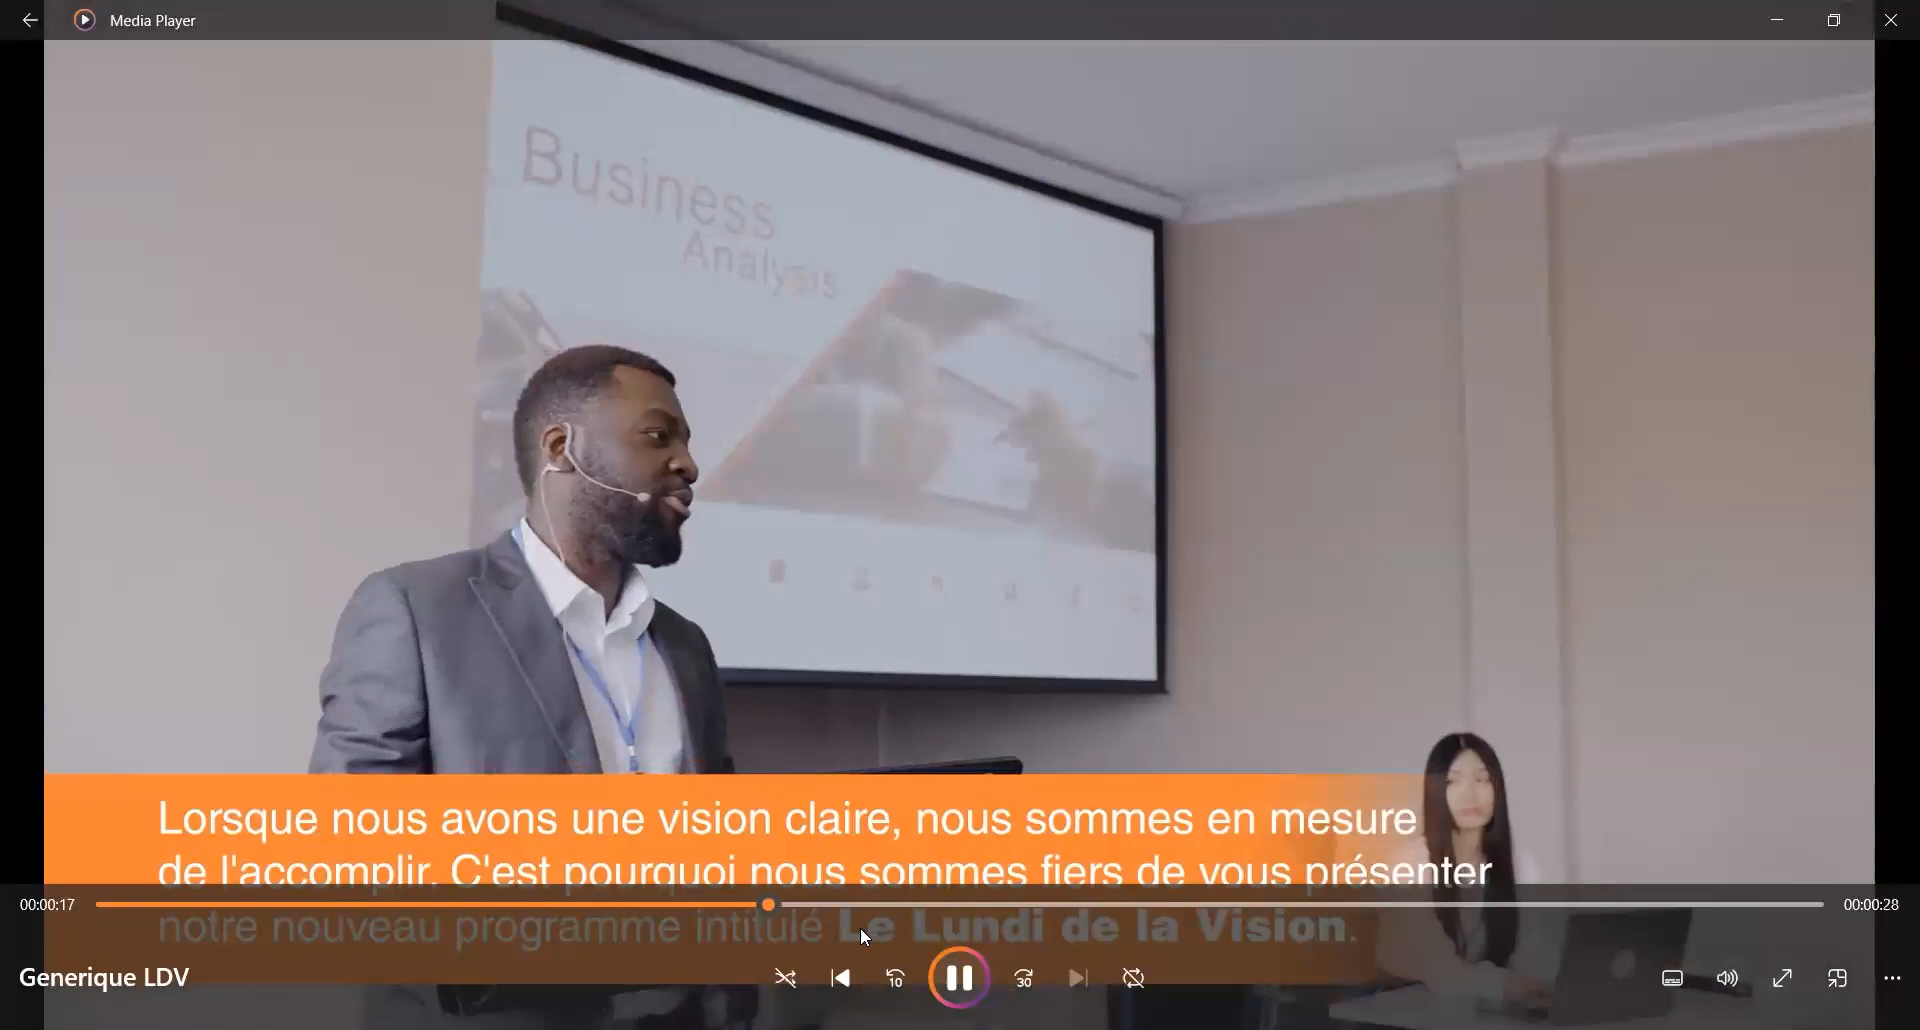 Media Player
Business
Analysis
Lorsque nous avons une vision claire, nous sommes en mesure
de l'accomplir. C'est pourquoi nous sommes fiers de vous présenter
notre nouveau programme intitulé Le Lundi de la Vision.
00:00:17
00:00:28
Generique LDV
10
30